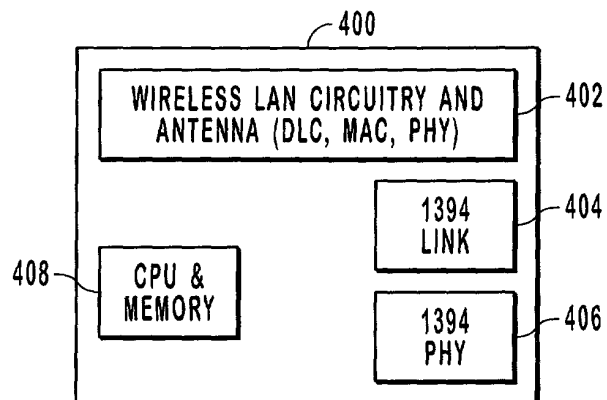 400
WIRELESS LAN CIRCUITRY AND
ANTENNA (DLC, MAC, PHY)
402
1394
LINK
404
408
CPU &
MEMORY
1394
PHY
406